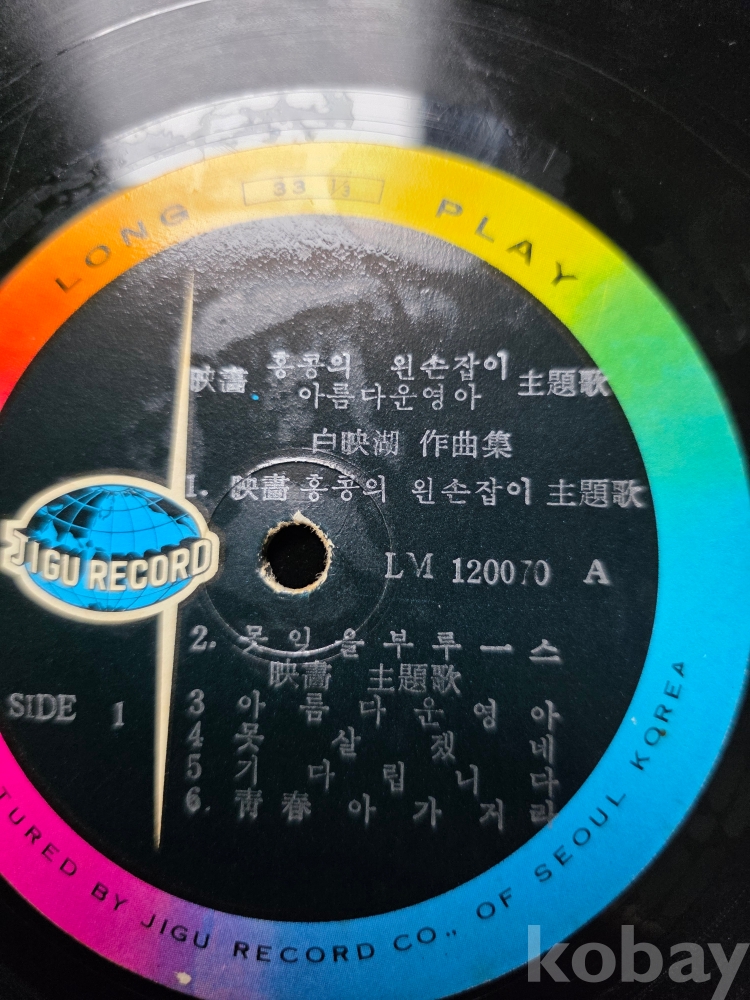 LONG 33 1/3 PLAY
映畵 홍콩의 왼손잡이 主題歌
아름다운영아
白映湖 作曲集
1. 映畵 홍콩의 왼손잡이 主題歌
JIGU RECORD
LM 120070 A
2. 못잊을부루ー스
映畵 主題歌
SIDE 1
3 아름다운영아
4 못살겠네
5 기다립니다
6. 靑春아가거라
TURED BY JIGU RECORD CO., OF SEOUL KOREA
kobay